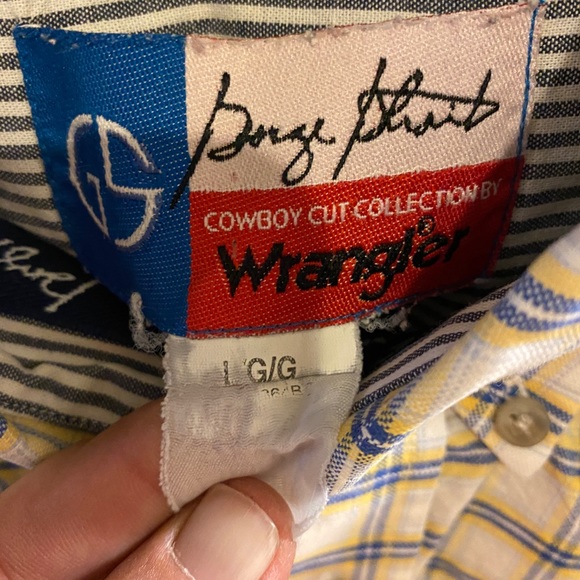 GS
George Strait
COWBOY CUT COLLECTION BY
Wrangler®
L/G/G